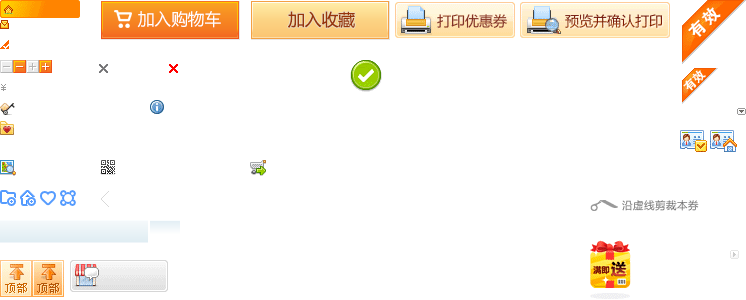 加入购物车
加入收藏
打印优惠券
预览并确认打印
有效
有效
¥
沿虚线剪裁本券
满即送
顶部
顶部